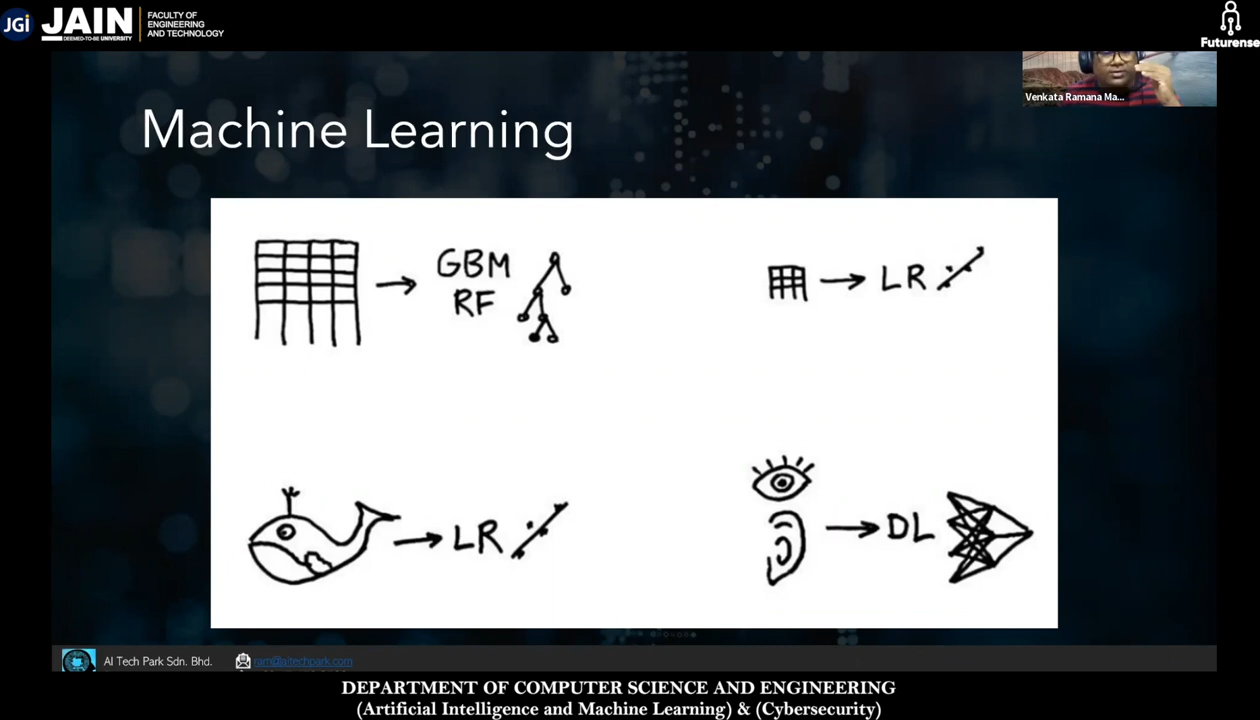 JGI JAIN
DEEMED-TO-BE UNIVERSITY
FACULTY OF
ENGINEERING
AND TECHNOLOGY
Futurense
Venkata Ramana Ma...
Machine Learning
GBM
RF
LR
LR
DL
AI Tech Park Sdn. Bhd.
ram@aitechpark.com
DEPARTMENT OF COMPUTER SCIENCE AND ENGINEERING
(Artificial Intelligence and Machine Learning) & (Cybersecurity)